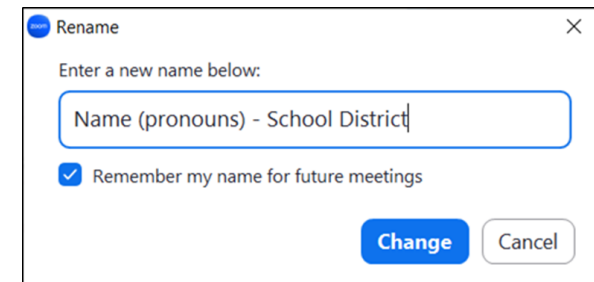 zoom
Rename
Enter a new name below:
Name (pronouns) - School District
Remember my name for future meetings
Change
Cancel